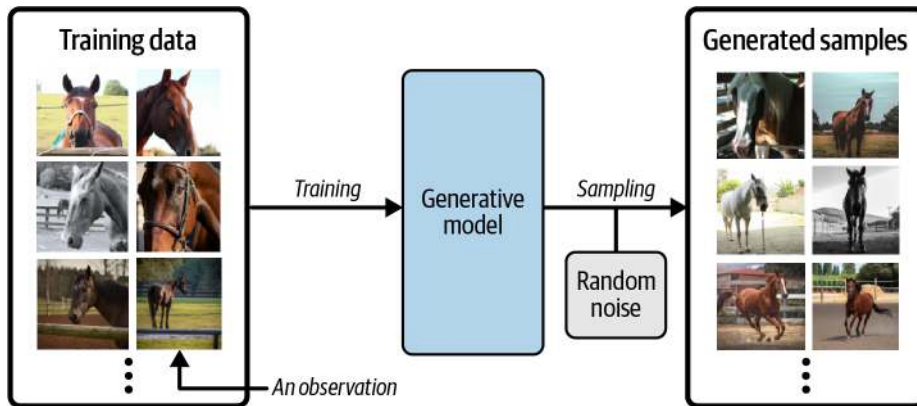 Training data
Generated samples
Training
Generative
model
Sampling
Random
noise
An observation